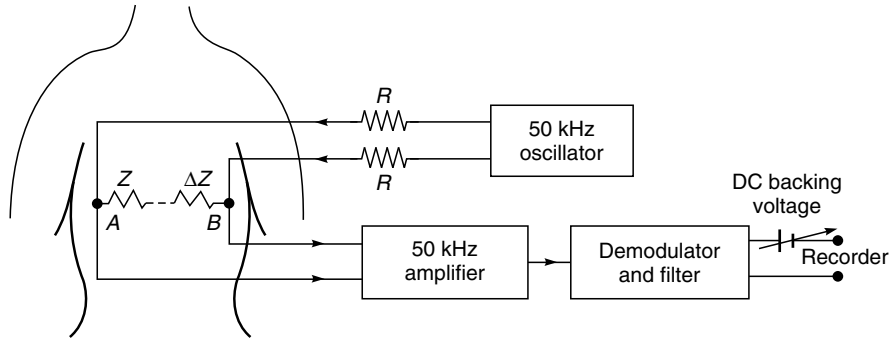 R
50 kHz
oscillator
R
Z
ΔZ
A
B
DC backing
voltage
50 kHz
amplifier
Demodulator
and filter
Recorder